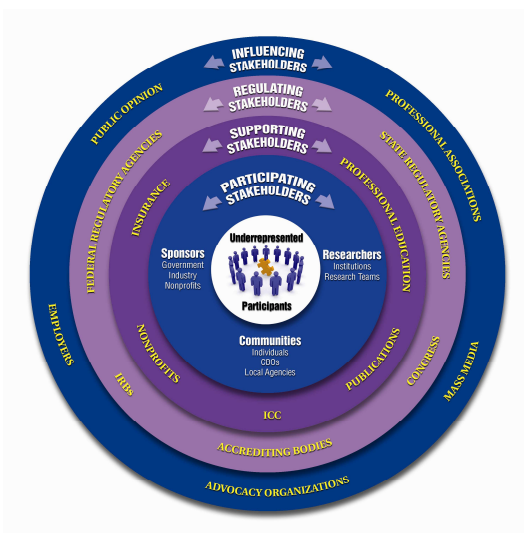 INFLUENCING
STAKEHOLDERS
PUBLIC OPINION
PROFESSIONAL ASSOCIATIONS
EMPLOYERS
MASS MEDIA
ADVOCACY ORGANIZATIONS
REGULATING
STAKEHOLDERS
FEDERAL REGULATORY AGENCIES
STATE REGULATORY AGENCIES
IRBs
CONGRESS
ACCREDITING BODIES
SUPPORTING
STAKEHOLDERS
INSURANCE
PROFESSIONAL EDUCATION
NONPROFITS
PUBLICATIONS
ICC
PARTICIPATING
STAKEHOLDERS
Sponsors
Government
Industry
Nonprofits
Underrepresented
Participants
Researchers
Institutions
Research Teams
Communities
Individuals
CDOs
Local Agencies